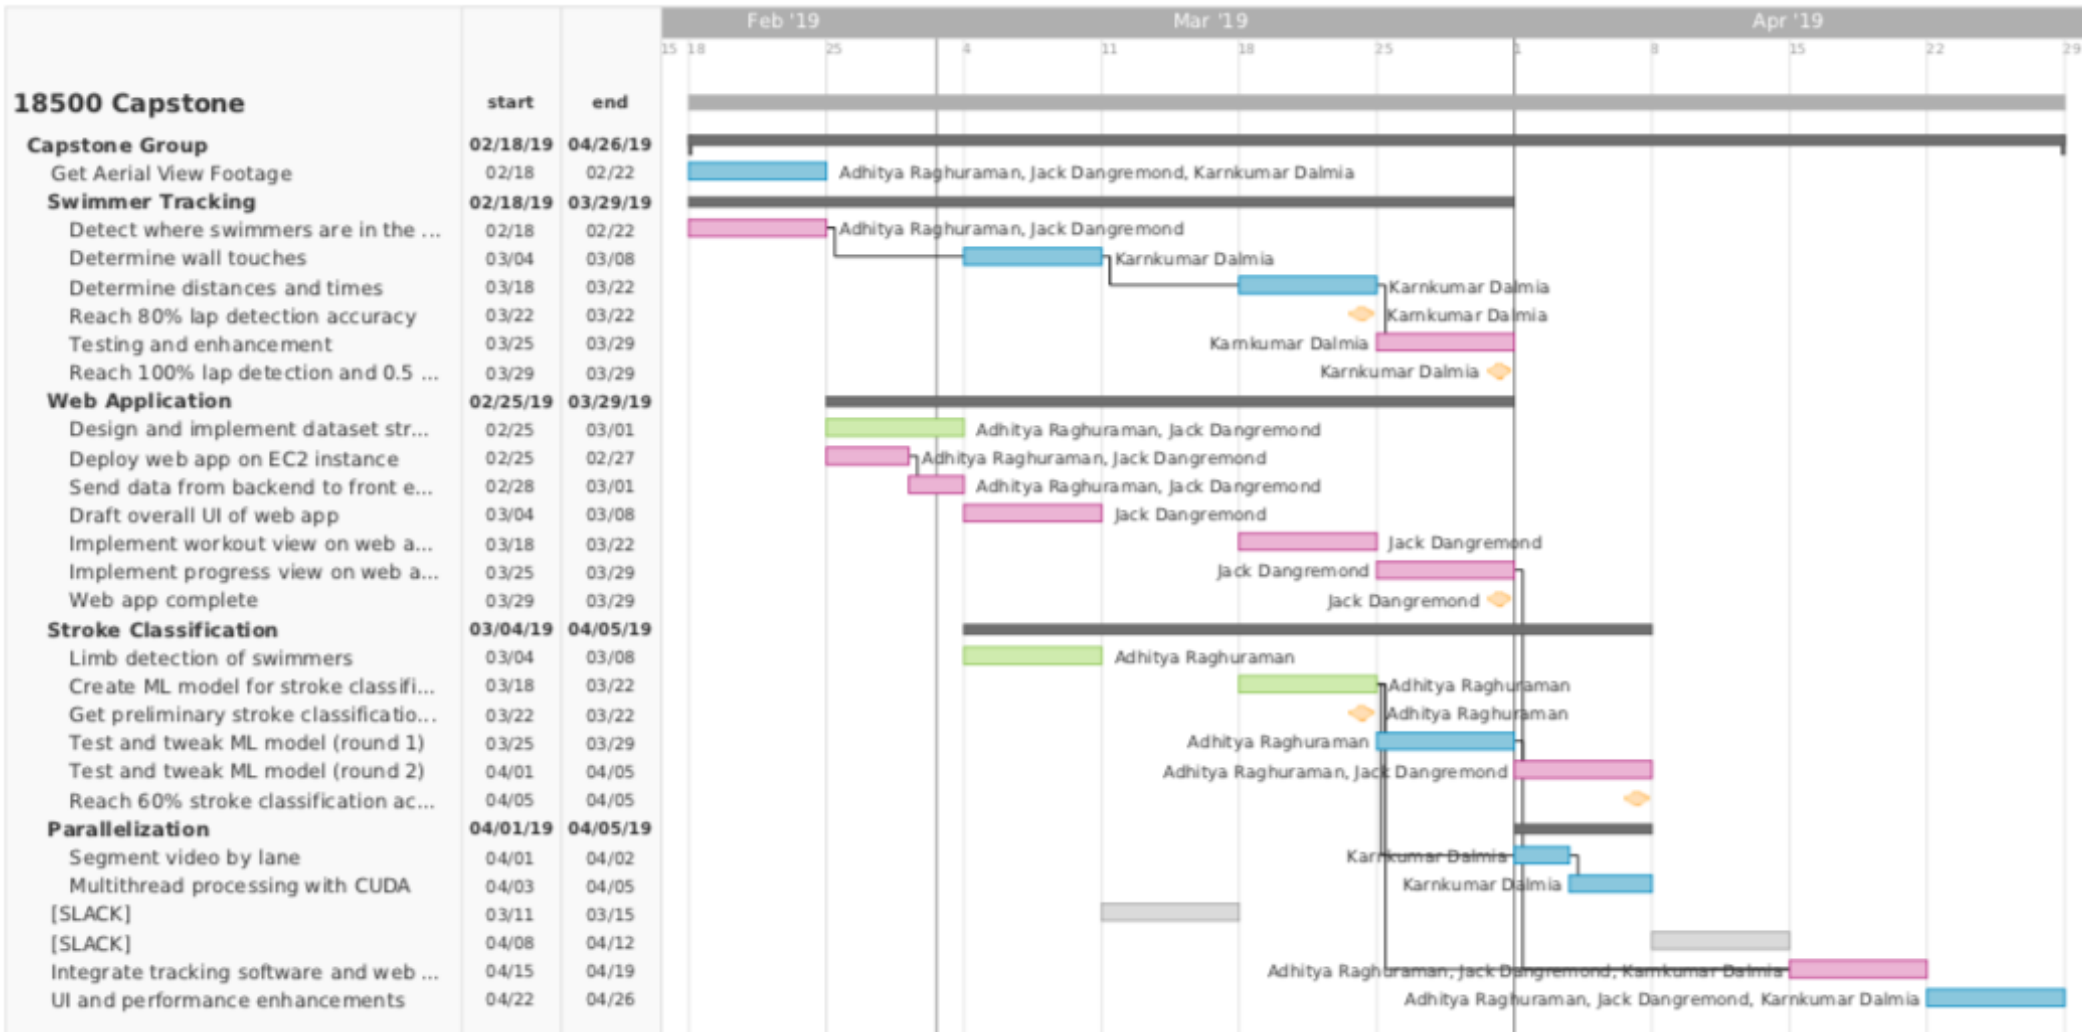 Feb '19 Mar '19 Apr '19
15 18 25 4 11 18 25 1 8 15 22 29
18500 Capstone start end
Capstone Group 02/18/19 04/26/19
Get Aerial View Footage 02/18 02/22 Adhitya Raghuraman, Jack Dangremond, Karnkumar Dalmia
Swimmer Tracking 02/18/19 03/29/19
Detect where swimmers are in the ... 02/18 02/22 Adhitya Raghuraman, Jack Dangremond
Determine wall touches 03/04 03/08 Karnkumar Dalmia
Determine distances and times 03/18 03/22 Karnkumar Dalmia
Reach 80% lap detection accuracy 03/22 03/22 Karnkumar Dalmia
Testing and enhancement 03/25 03/29 Karnkumar Dalmia
Reach 100% lap detection and 0.5 ... 03/29 03/29 Karnkumar Dalmia
Web Application 02/25/19 03/29/19
Design and implement dataset str... 02/25 03/01 Adhitya Raghuraman, Jack Dangremond
Deploy web app on EC2 instance 02/25 02/27 Adhitya Raghuraman, Jack Dangremond
Send data from backend to front e... 02/28 03/01 Adhitya Raghuraman, Jack Dangremond
Draft overall UI of web app 03/04 03/08 Jack Dangremond
Implement workout view on web a... 03/18 03/22 Jack Dangremond
Implement progress view on web a... 03/25 03/29 Jack Dangremond
Web app complete 03/29 03/29 Jack Dangremond
Stroke Classification 03/04/19 04/05/19
Limb detection of swimmers 03/04 03/08 Adhitya Raghuraman
Create ML model for stroke classifi... 03/18 03/22 Adhitya Raghuraman
Get preliminary stroke classificatio... 03/22 03/22 Adhitya Raghuraman
Test and tweak ML model (round 1) 03/25 03/29 Adhitya Raghuraman
Test and tweak ML model (round 2) 04/01 04/05 Adhitya Raghuraman, Jack Dangremond
Reach 60% stroke classification ac... 04/05 04/05
Parallelization 04/01/19 04/05/19
Segment video by lane 04/01 04/02 Karnkumar Dalmia
Multithread processing with CUDA 04/03 04/05 Karnkumar Dalmia
[SLACK] 03/11 03/15
[SLACK] 04/08 04/12
Integrate tracking software and web ... 04/15 04/19 Adhitya Raghuraman, Jack Dangremond, Karnkumar Dalmia
UI and performance enhancements 04/22 04/26 Adhitya Raghuraman, Jack Dangremond, Karnkumar Dalmia